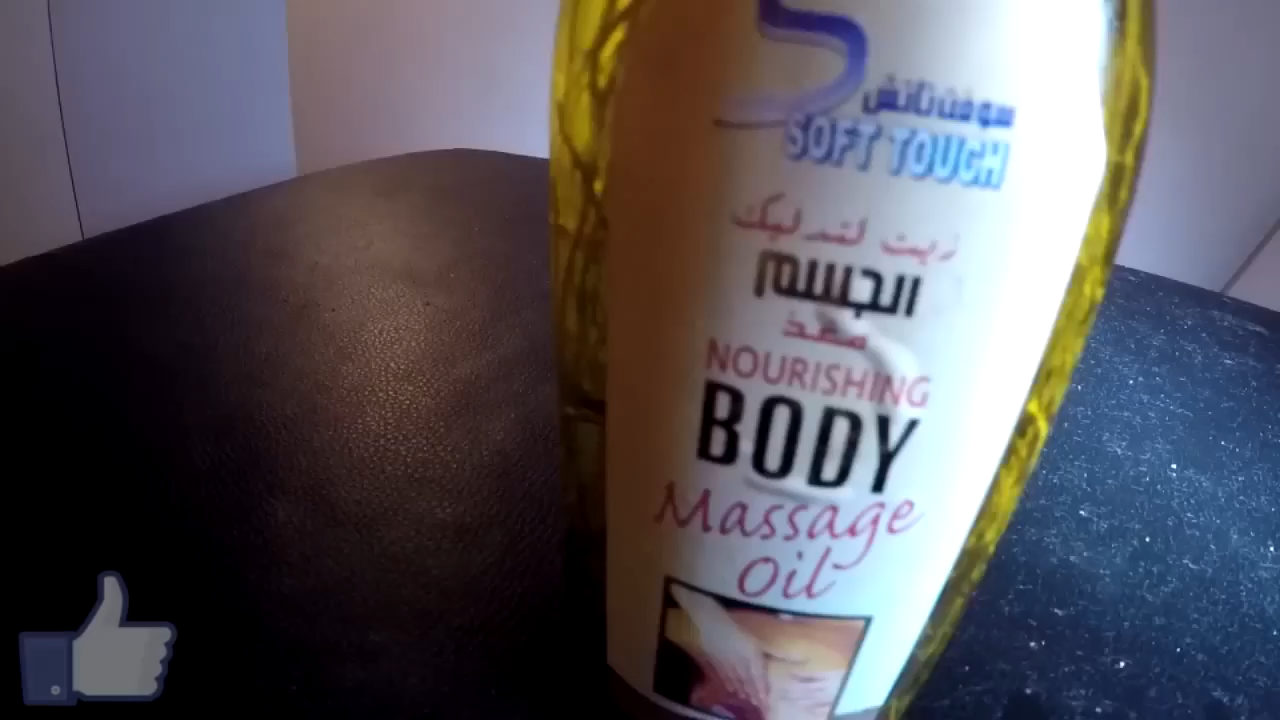 سوفت تاتش
SOFT TOUCH
زيت لتدليك
الجسم
مغذ
NOURISHING
BODY
Massage
Oil